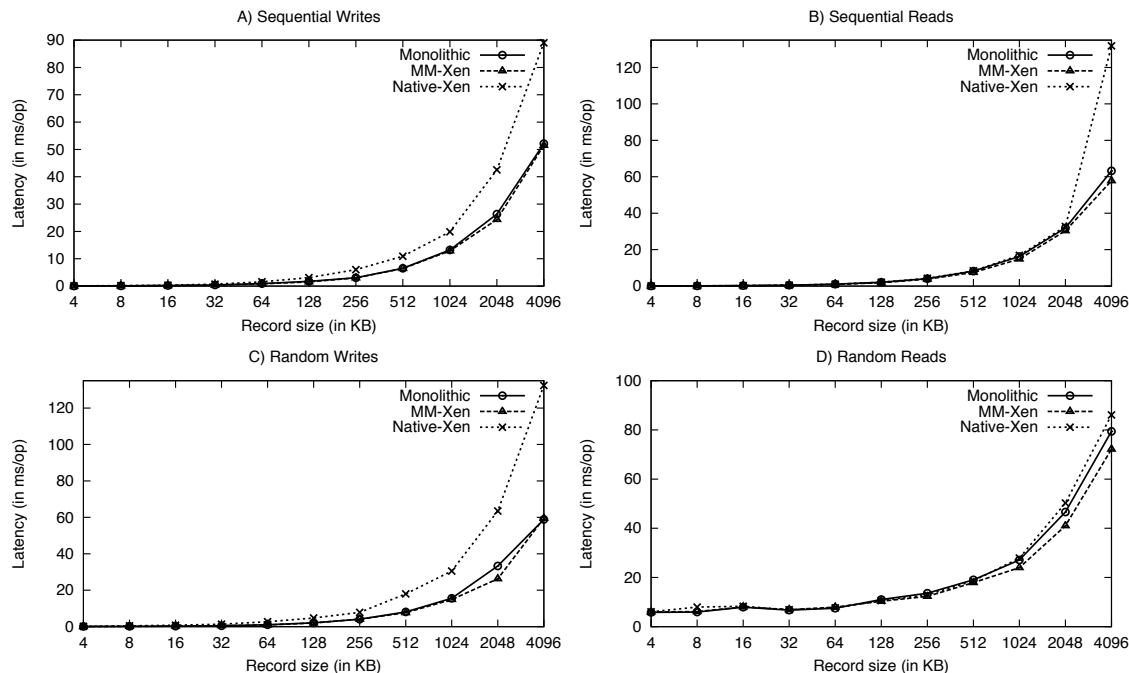 A) Sequential Writes
Latency (in ms/op)
90
80
70
60
50
40
30
20
10
0
Monolithic
MM-Xen
Native-Xen
4 8 16 32 64 128 256 512 1024 2048 4096
Record size (in KB)
B) Sequential Reads
Latency (in ms/op)
120
100
80
60
40
20
0
Monolithic
MM-Xen
Native-Xen
4 8 16 32 64 128 256 512 1024 2048 4096
Record size (in KB)
C) Random Writes
Latency (in ms/op)
120
100
80
60
40
20
0
Monolithic
MM-Xen
Native-Xen
4 8 16 32 64 128 256 512 1024 2048 4096
Record size (in KB)
D) Random Reads
Latency (in ms/op)
100
80
60
40
20
0
Monolithic
MM-Xen
Native-Xen
4 8 16 32 64 128 256 512 1024 2048 4096
Record size (in KB)